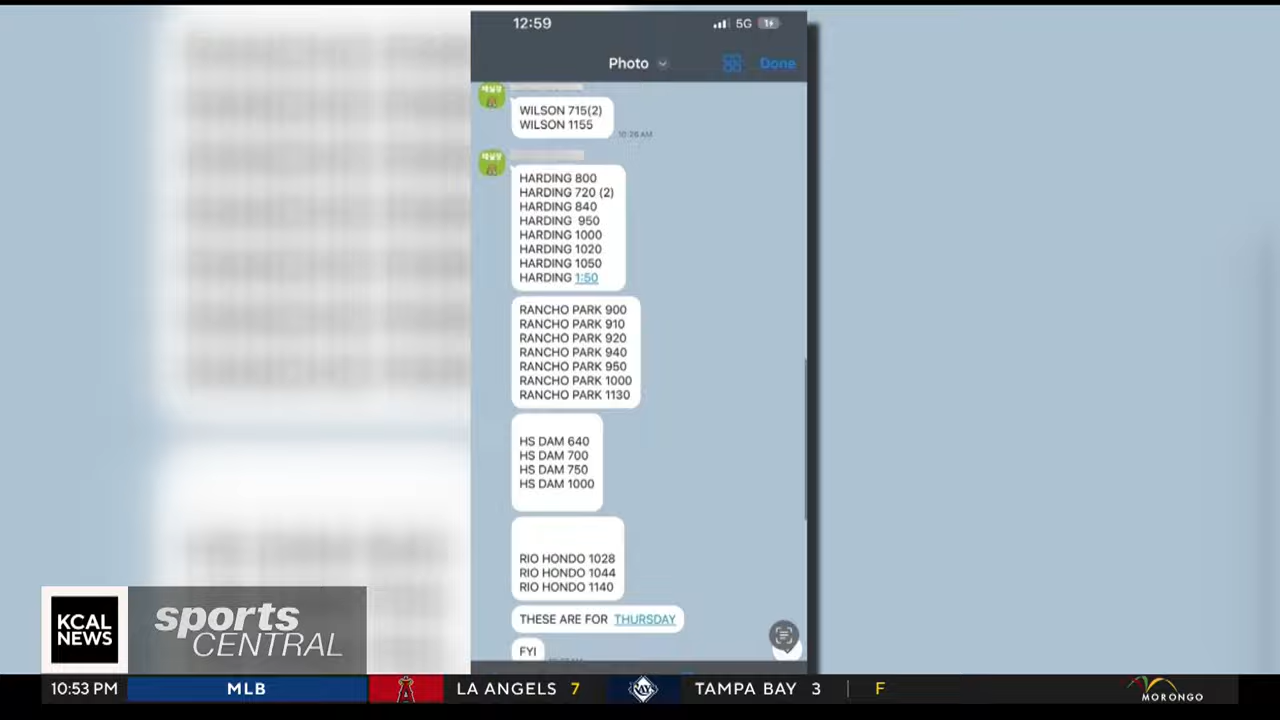 12:59
5G
Photo
Done
WILSON 715(2)
WILSON 1155
10:26 AM
HARDING 800
HARDING 720 (2)
HARDING 840
HARDING 950
HARDING 1000
HARDING 1020
HARDING 1050
HARDING 1:50
RANCHO PARK 900
RANCHO PARK 910
RANCHO PARK 920
RANCHO PARK 940
RANCHO PARK 950
RANCHO PARK 1000
RANCHO PARK 1130
HS DAM 640
HS DAM 700
HS DAM 750
HS DAM 1000
RIO HONDO 1028
RIO HONDO 1044
RIO HONDO 1140
THESE ARE FOR THURSDAY
FYI
KCAL
NEWS
sports
CENTRAL
10:53 PM MLB LA ANGELS 7 RAYS TAMPA BAY 3 F MORONGO